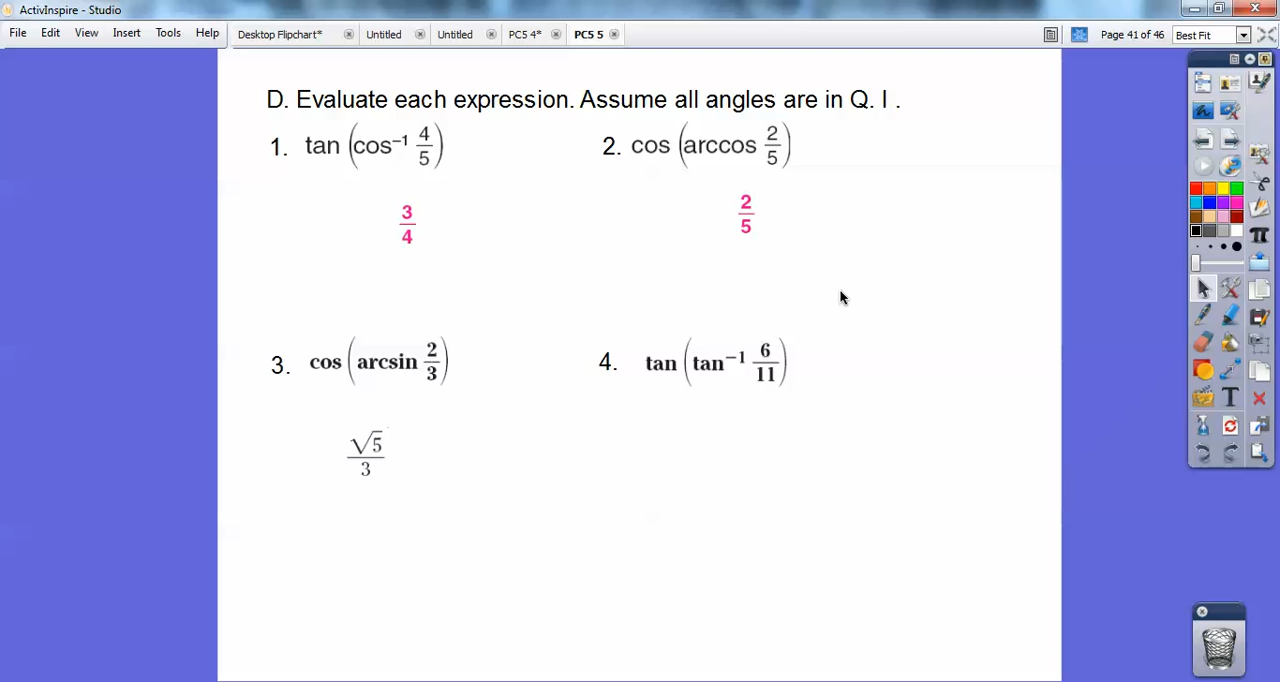 ActivInspire - Studio
File Edit View Insert Tools Help Desktop Flipchart* Untitled Untitled PC5 4* PC5 5 Page 41 of 46 Best Fit
D. Evaluate each expression. Assume all angles are in Q. I .
1. tan (cos⁻¹ 4/5) 2. cos (arccos 2/5)
3/4 2/5
3. cos (arcsin 2/3) 4. tan (tan⁻¹ 6/11)
√5/3